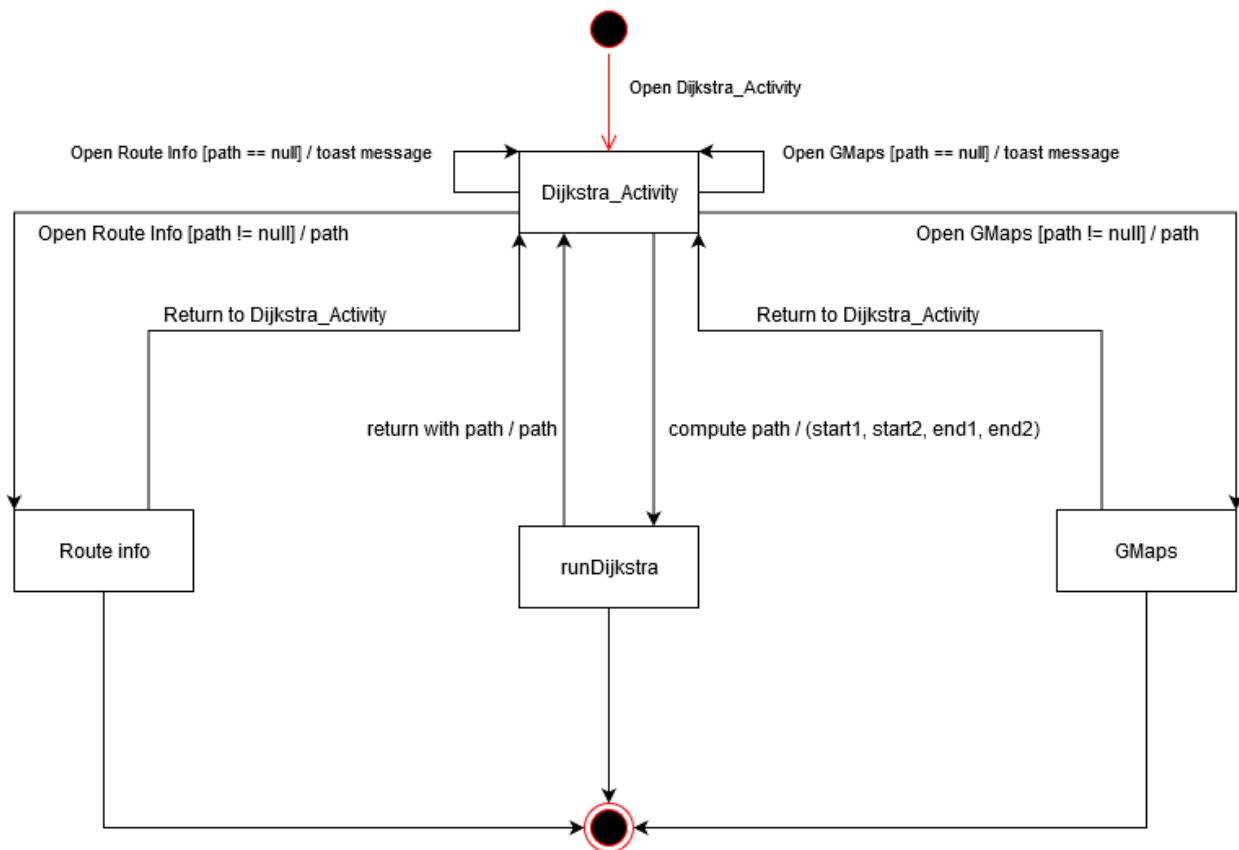 Open Dijkstra_Activity
Open Route Info [path == null] / toast message
Open GMaps [path == null] / toast message
Dijkstra_Activity
Open Route Info [path != null] / path
Open GMaps [path != null] / path
Return to Dijkstra_Activity
Return to Dijkstra_Activity
return with path / path
compute path / (start1, start2, end1, end2)
Route info
runDijkstra
GMaps